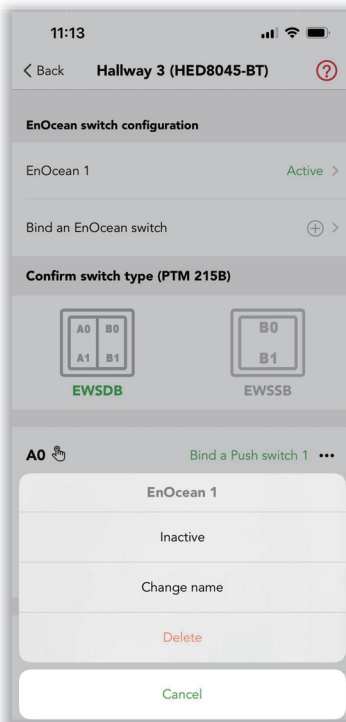 11:13
Back Hallway 3 (HED8045-BT) ?
EnOcean switch configuration
EnOcean 1 Active
Bind an EnOcean switch
Confirm switch type (PTM 215B)
A0 B0
A1 B1
EWSDB
B0
B1
EWSSB
A0 Bind a Push switch 1 •••
EnOcean 1
Inactive
Change name
Delete
Cancel